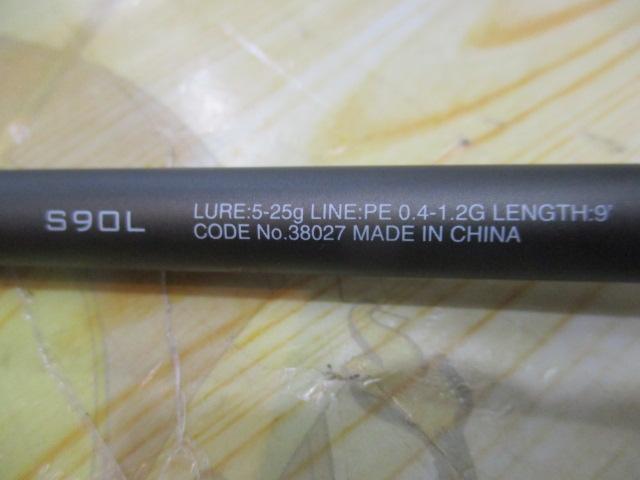 S90L
LURE:5-25g LINE:PE 0.4-1.2G LENGTH:9'
CODE No.38027 MADE IN CHINA